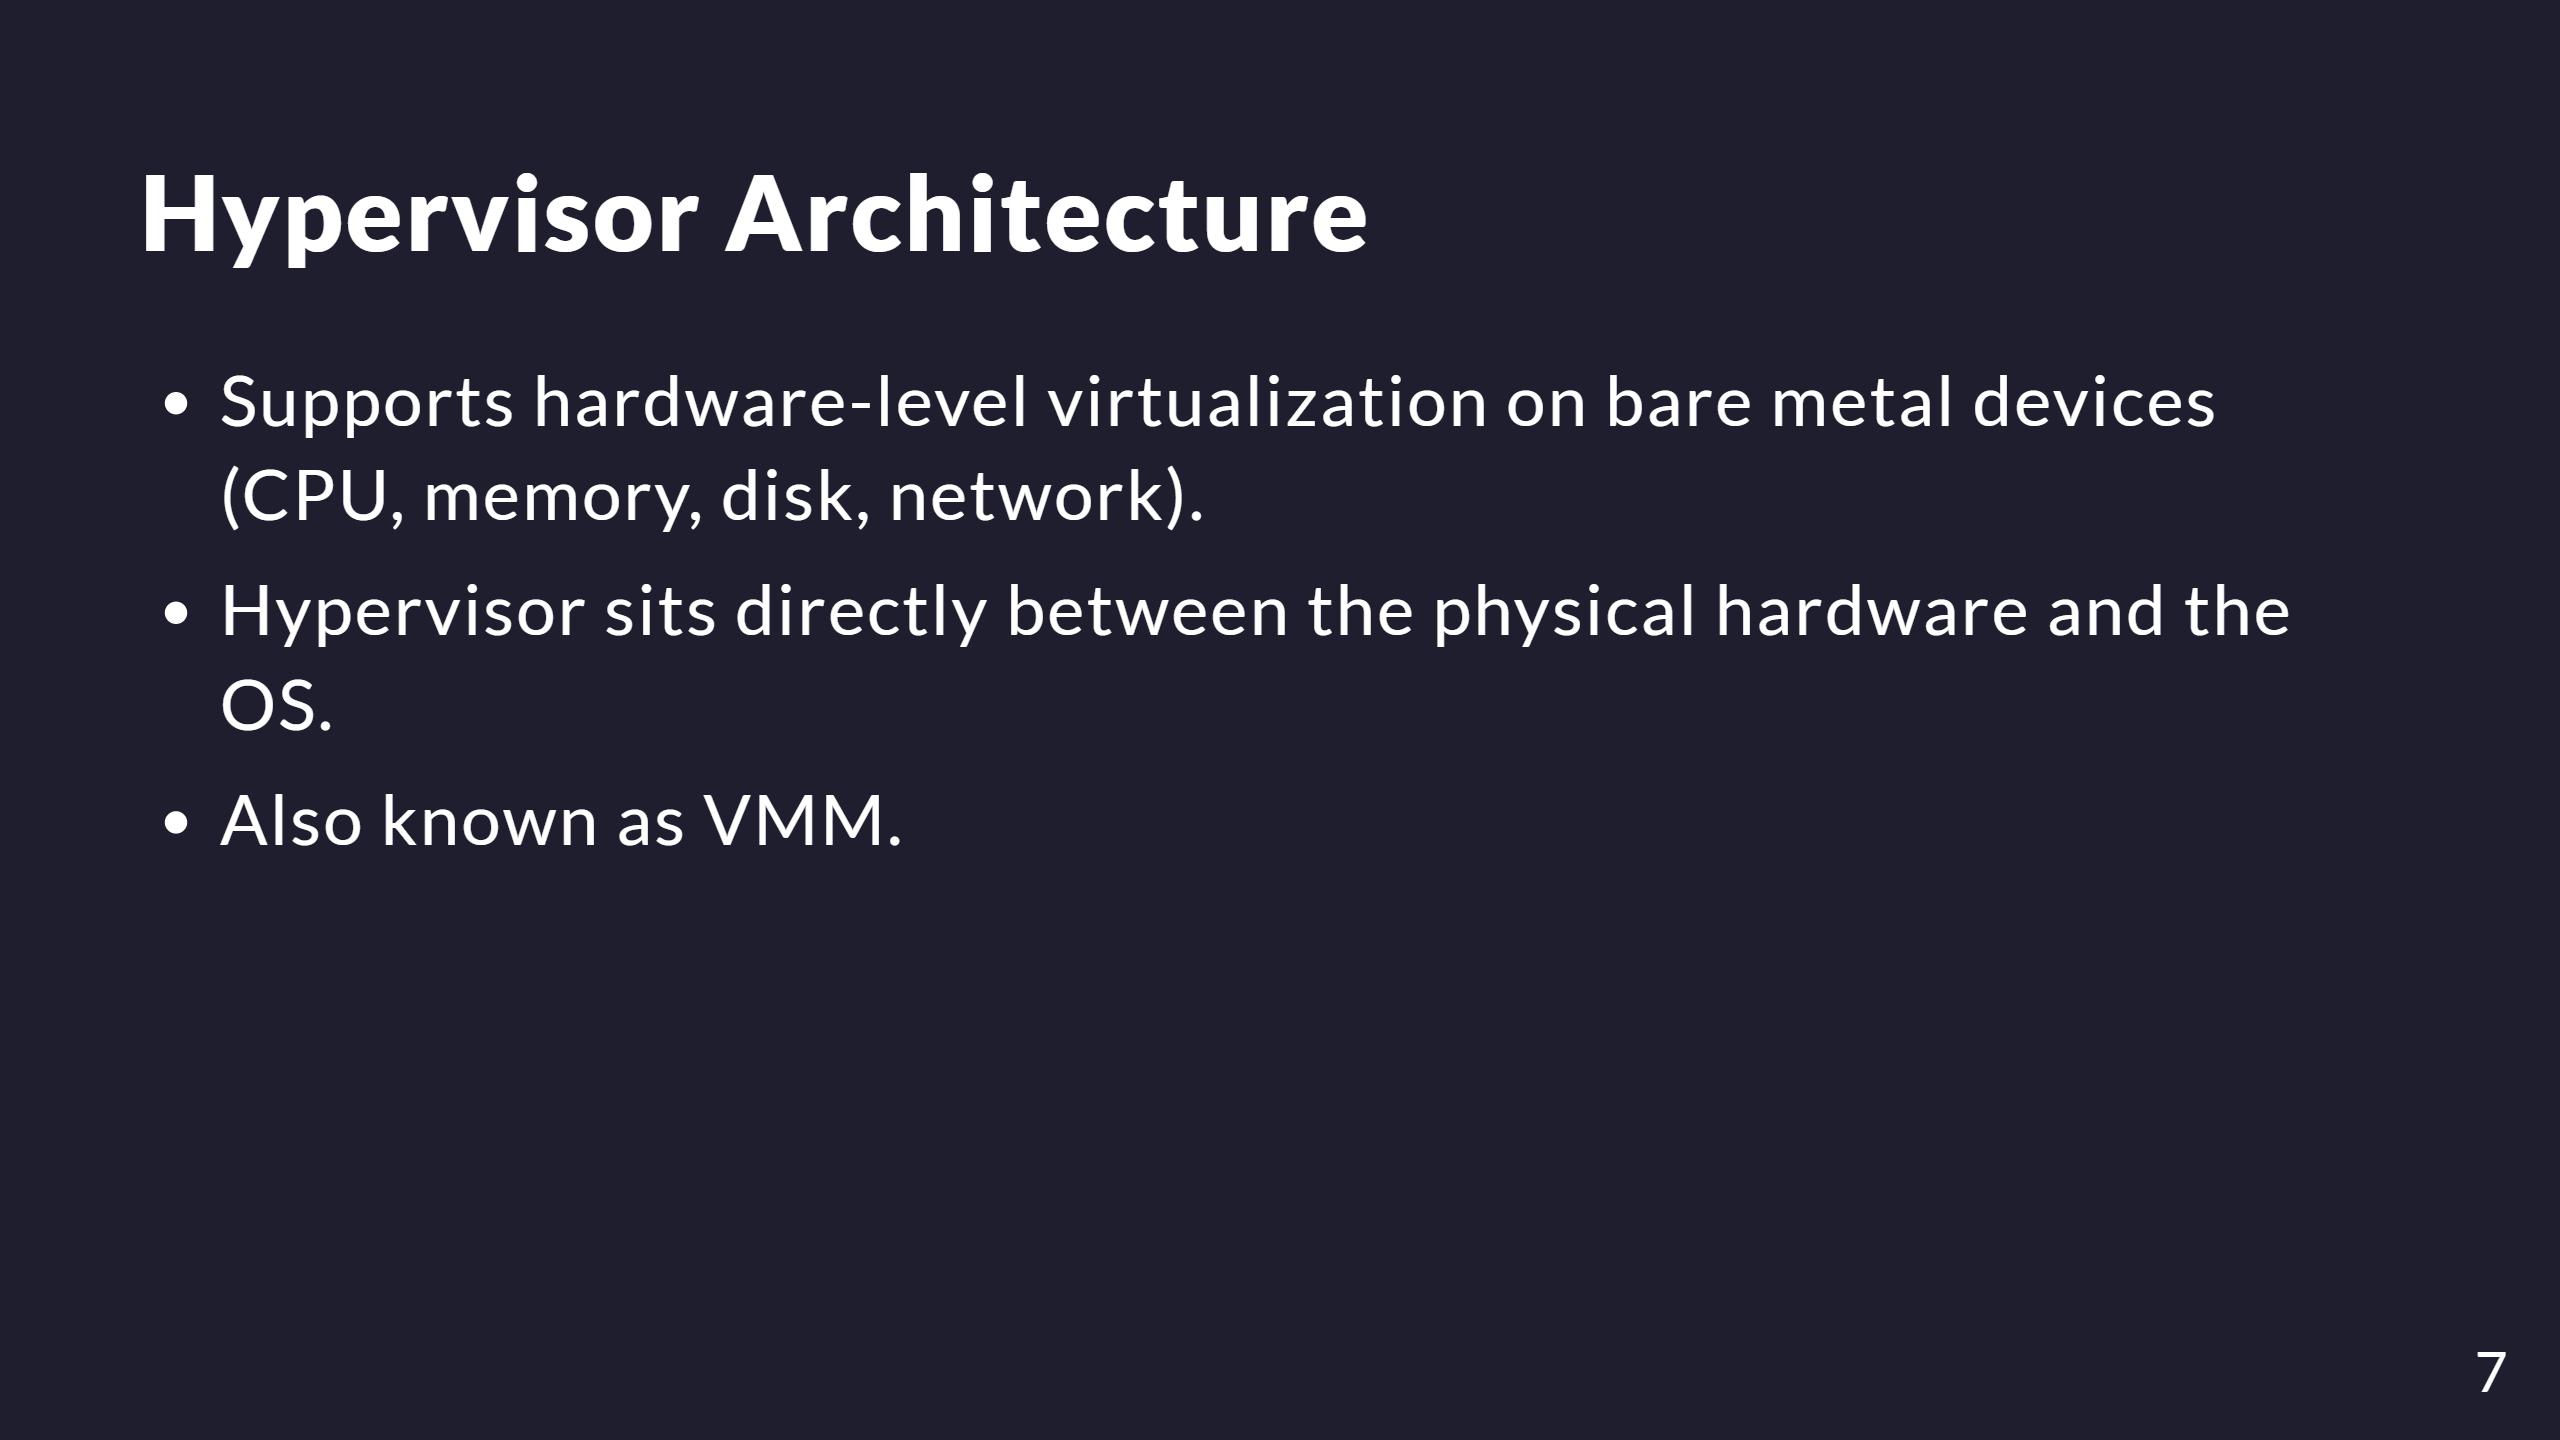 Hypervisor Architecture
• Supports hardware-level virtualization on bare metal devices
(CPU, memory, disk, network).
• Hypervisor sits directly between the physical hardware and the
OS.
• Also known as VMM.
7